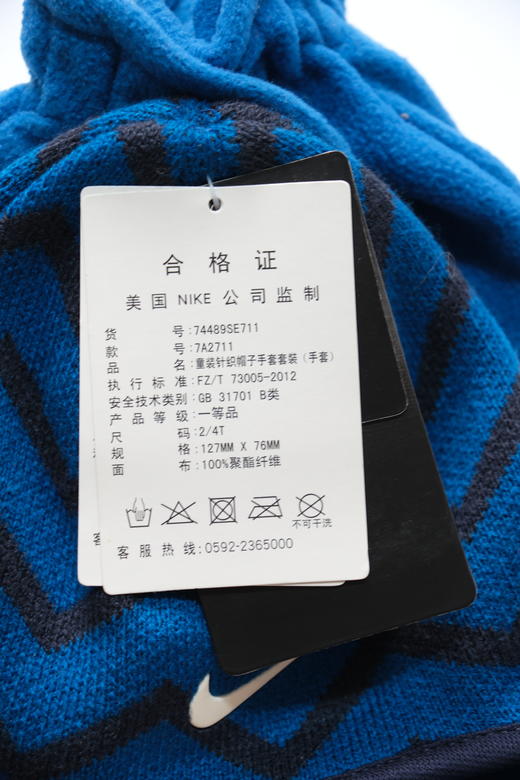 合格证
美国 NIKE 公司监制
货 号:74489SE711
款 号:7A2711
品 名:童装针织帽子手套套装(手套)
执行标准:FZ/T 73005-2012
安全技术类别:GB 31701 B类
产品等级:一等品
尺 码:2/4T
规 格:127MM X 76MM
面 布:100%聚酯纤维
不可干洗
客服热线:0592-2365000
客